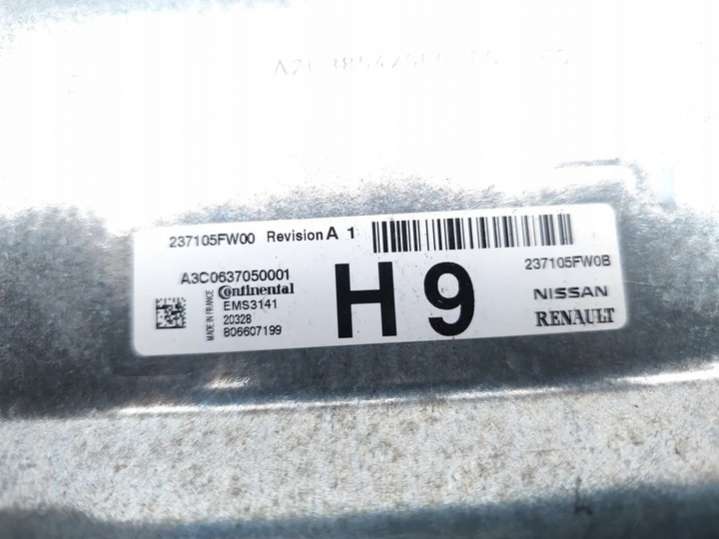 237105FW00 Revision A 1
237105FW0B
A3C0637050001
Continental
EMS3141
20328
806607199
MADE IN FRANCE
H9
NISSAN
RENAULT